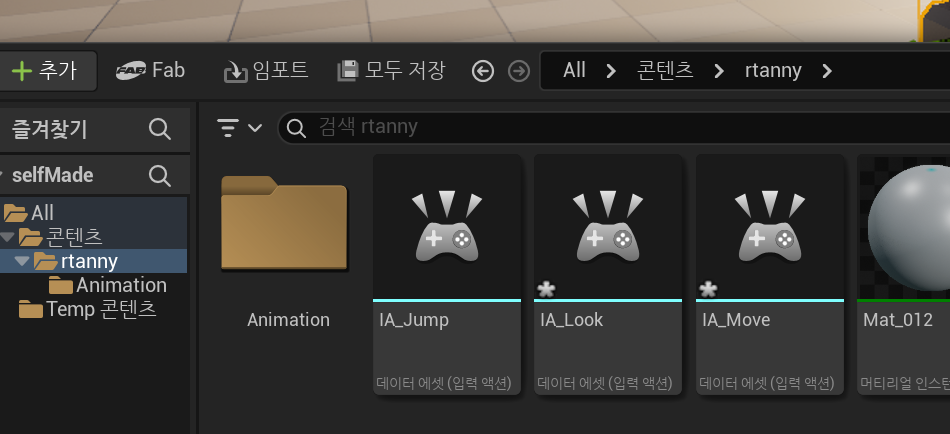 추가 Fab 임포트 모두 저장 All 콘텐츠 rtanny
즐겨찾기 검색 rtanny
selfMade
All
콘텐츠
rtanny
Animation
Temp 콘텐츠
Animation
IA_Jump
데이터 에셋 (입력 액션)
IA_Look
데이터 에셋 (입력 액션)
IA_Move
데이터 에셋 (입력 액션)
Mat_012
머티리얼 인스턴